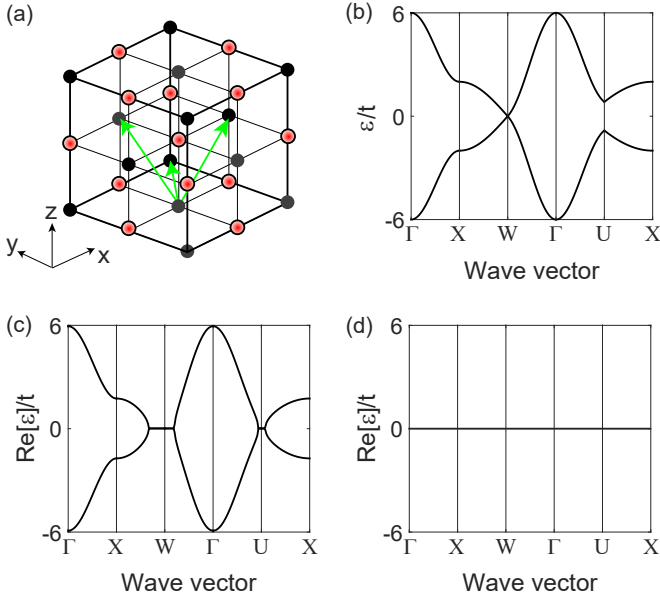 (a)
z
y
x
(b)
6
ε/t
0
-6
Γ X W Γ U X
Wave vector
(c)
6
Re[ε]/t
0
-6
Γ X W Γ U X
Wave vector
(d)
6
Re[ε]/t
0
-6
Γ X W Γ U X
Wave vector